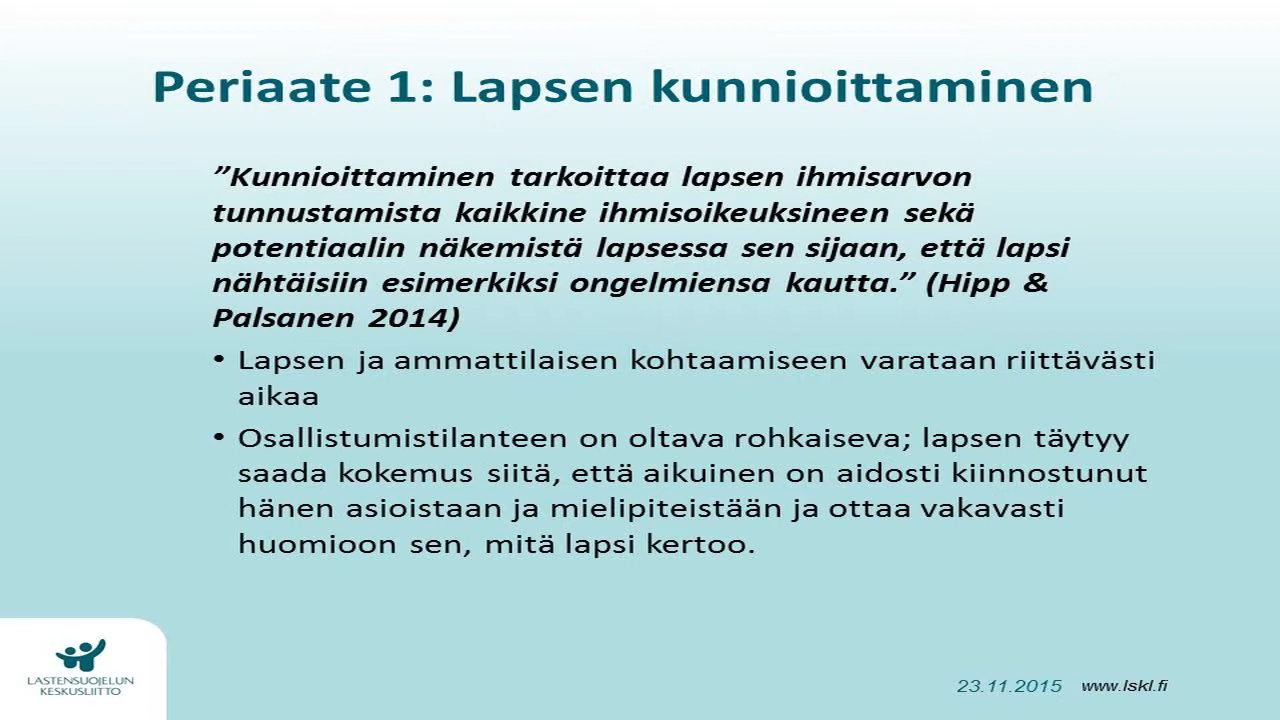 Periaate 1: Lapsen kunnioittaminen
”Kunnioittaminen tarkoittaa lapsen ihmisarvon
tunnustamista kaikkine ihmisoikeuksineen sekä
potentiaalin näkemistä lapsessa sen sijaan, että lapsi
nähtäisiin esimerkiksi ongelmiensa kautta.” (Hipp &
Palsanen 2014)
• Lapsen ja ammattilaisen kohtaamiseen varataan riittävästi
aikaa
• Osallistumistilanteen on oltava rohkaiseva; lapsen täytyy
saada kokemus siitä, että aikuinen on aidosti kiinnostunut
hänen asioistaan ja mielipiteistään ja ottaa vakavasti
huomioon sen, mitä lapsi kertoo.
LASTENSUOJELUN
KESKUSLIITTO
23.11.2015 www.lskl.fi